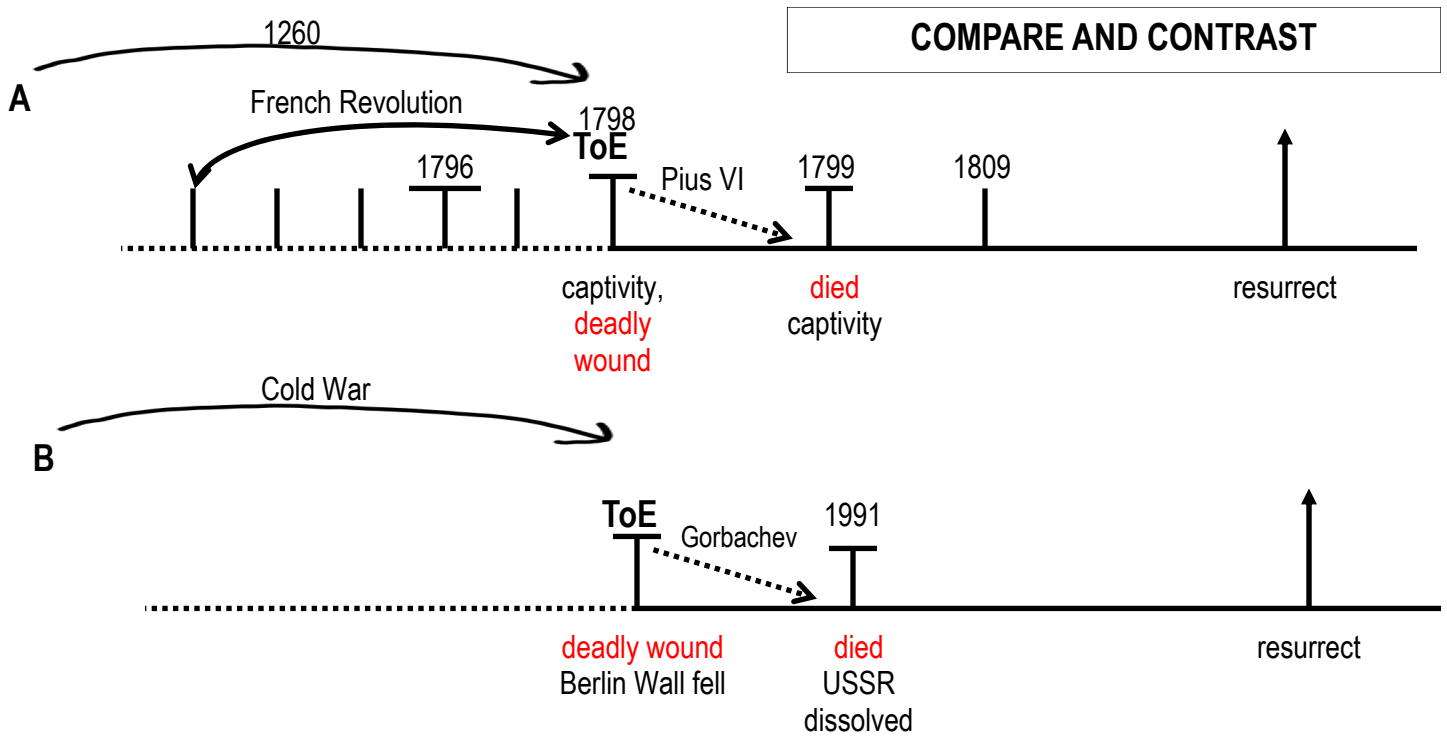 COMPARE AND CONTRAST
1260
A
French Revolution
1798
ToE
1796
Pius VI
1799
1809
captivity,
deadly
wound
died
captivity
resurrect
Cold War
B
ToE
Gorbachev
1991
deadly wound
Berlin Wall fell
died
USSR
dissolved
resurrect